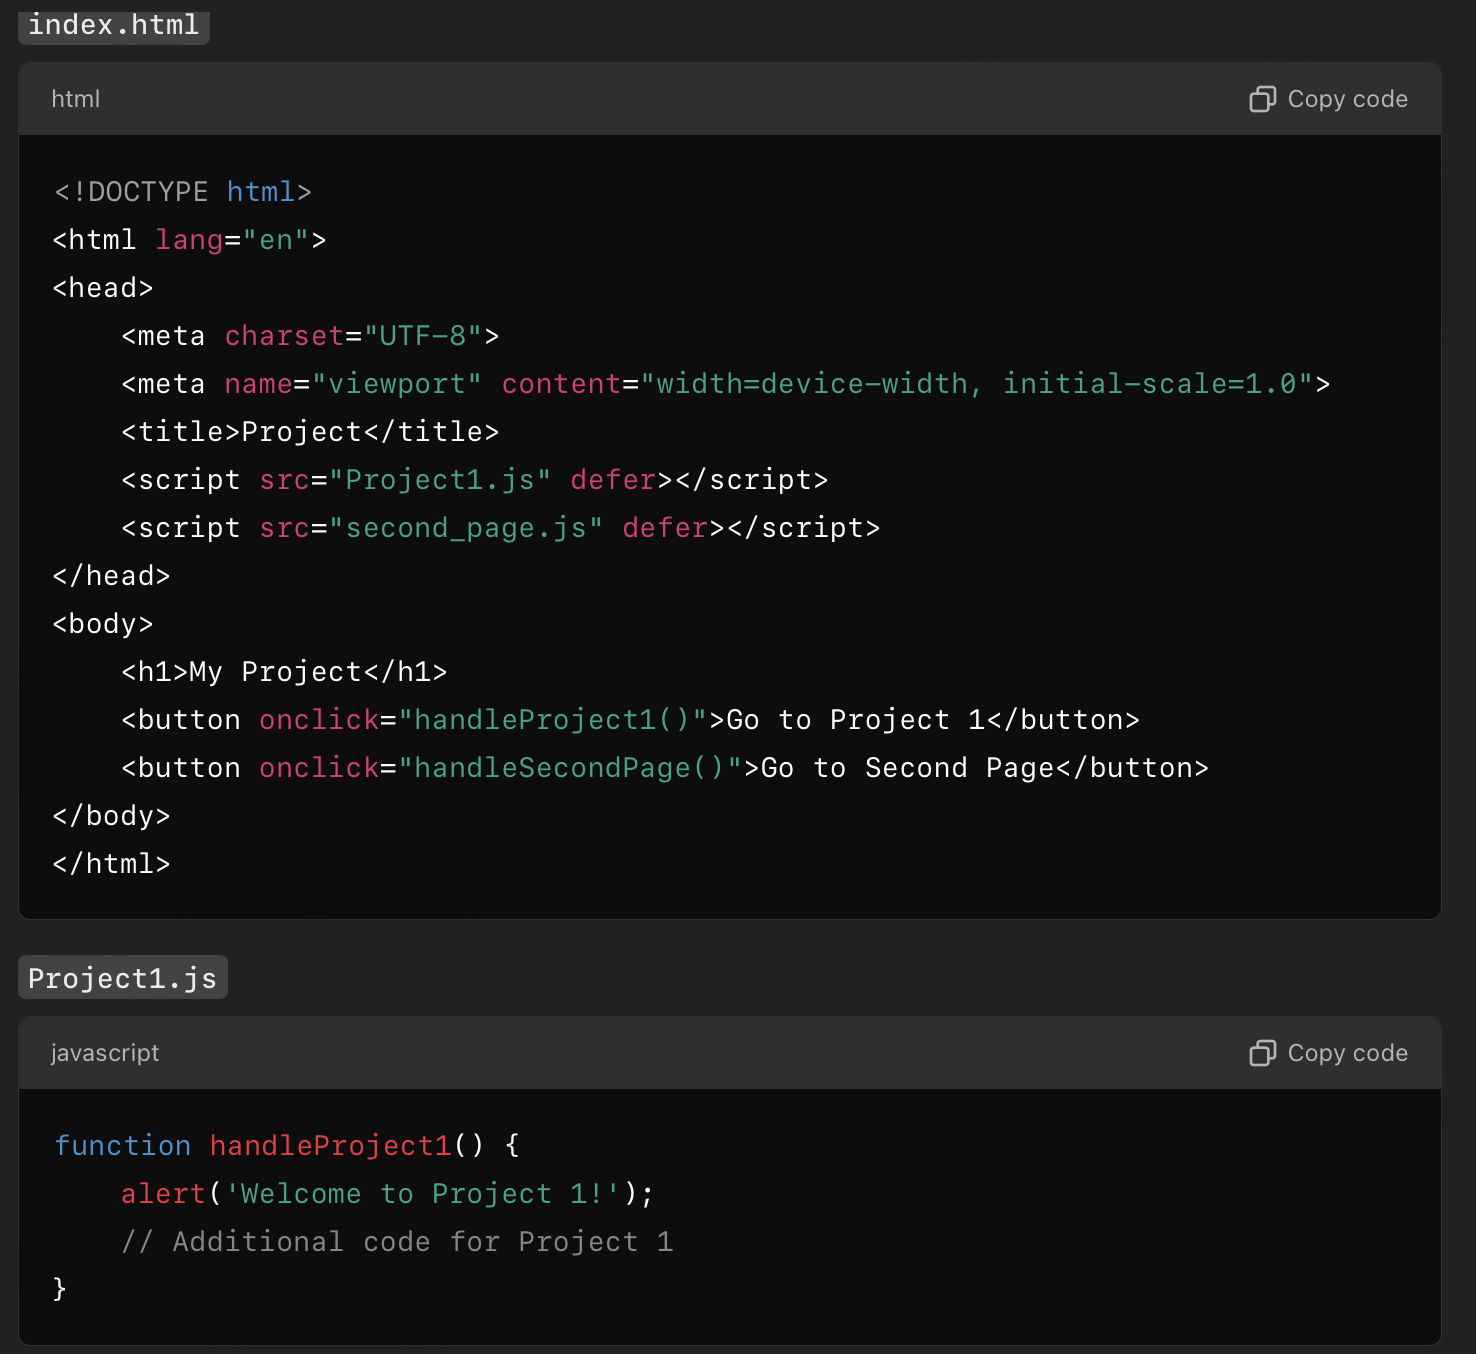 index.html
html
Copy code
<!DOCTYPE html>
<html lang="en">
<head>
    <meta charset="UTF-8">
    <meta name="viewport" content="width=device-width, initial-scale=1.0">
    <title>Project</title>
    <script src="Project1.js" defer></script>
    <script src="second_page.js" defer></script>
</head>
<body>
    <h1>My Project</h1>
    <button onclick="handleProject1()">Go to Project 1</button>
    <button onclick="handleSecondPage()">Go to Second Page</button>
</body>
</html>
Project1.js
javascript
Copy code
function handleProject1() {
    alert('Welcome to Project 1!');
    // Additional code for Project 1
}